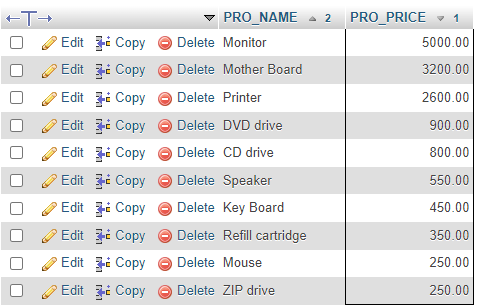 PRO_NAME 2 PRO_PRICE 1
Edit Copy Delete Monitor 5000.00
Edit Copy Delete Mother Board 3200.00
Edit Copy Delete Printer 2600.00
Edit Copy Delete DVD drive 900.00
Edit Copy Delete CD drive 800.00
Edit Copy Delete Speaker 550.00
Edit Copy Delete Key Board 450.00
Edit Copy Delete Refill cartridge 350.00
Edit Copy Delete Mouse 250.00
Edit Copy Delete ZIP drive 250.00